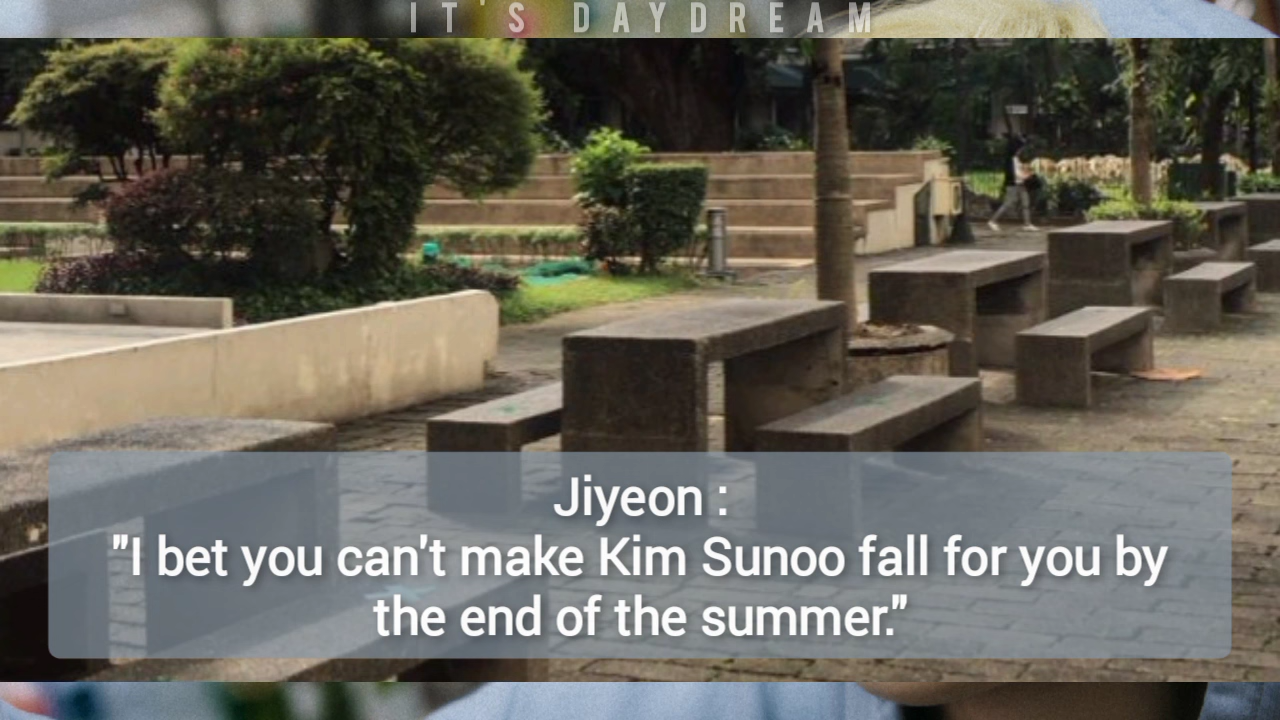 IT'S DAYDREAM
Jiyeon :
"I bet you can't make Kim Sunoo fall for you by
the end of the summer."